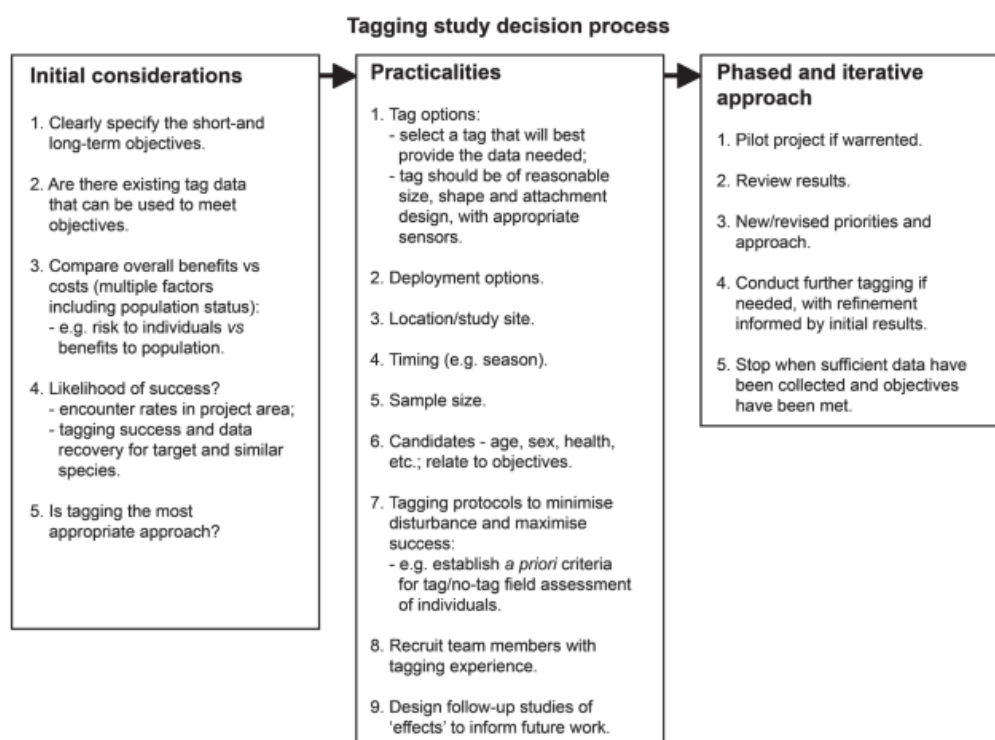 Tagging study decision process
Initial considerations
1. Clearly specify the short-and
long-term objectives.
2. Are there existing tag data
that can be used to meet
objectives.
3. Compare overall benefits vs
costs (multiple factors
including population status):
- e.g. risk to individuals vs
benefits to population.
4. Likelihood of success?
- encounter rates in project area;
- tagging success and data
recovery for target and similar
species.
5. Is tagging the most
appropriate approach?
Practicalities
1. Tag options:
- select a tag that will best
provide the data needed;
- tag should be of reasonable
size, shape and attachment
design, with appropriate
sensors.
2. Deployment options.
3. Location/study site.
4. Timing (e.g. season).
5. Sample size.
6. Candidates - age, sex, health,
etc.; relate to objectives.
7. Tagging protocols to minimise
disturbance and maximise
success:
- e.g. establish a priori criteria
for tag/no-tag field assessment
of individuals.
8. Recruit team members with
tagging experience.
9. Design follow-up studies of
'effects' to inform future work.
Phased and iterative
approach
1. Pilot project if warrented.
2. Review results.
3. New/revised priorities and
approach.
4. Conduct further tagging if
needed, with refinement
informed by initial results.
5. Stop when sufficient data have
been collected and objectives
have been met.